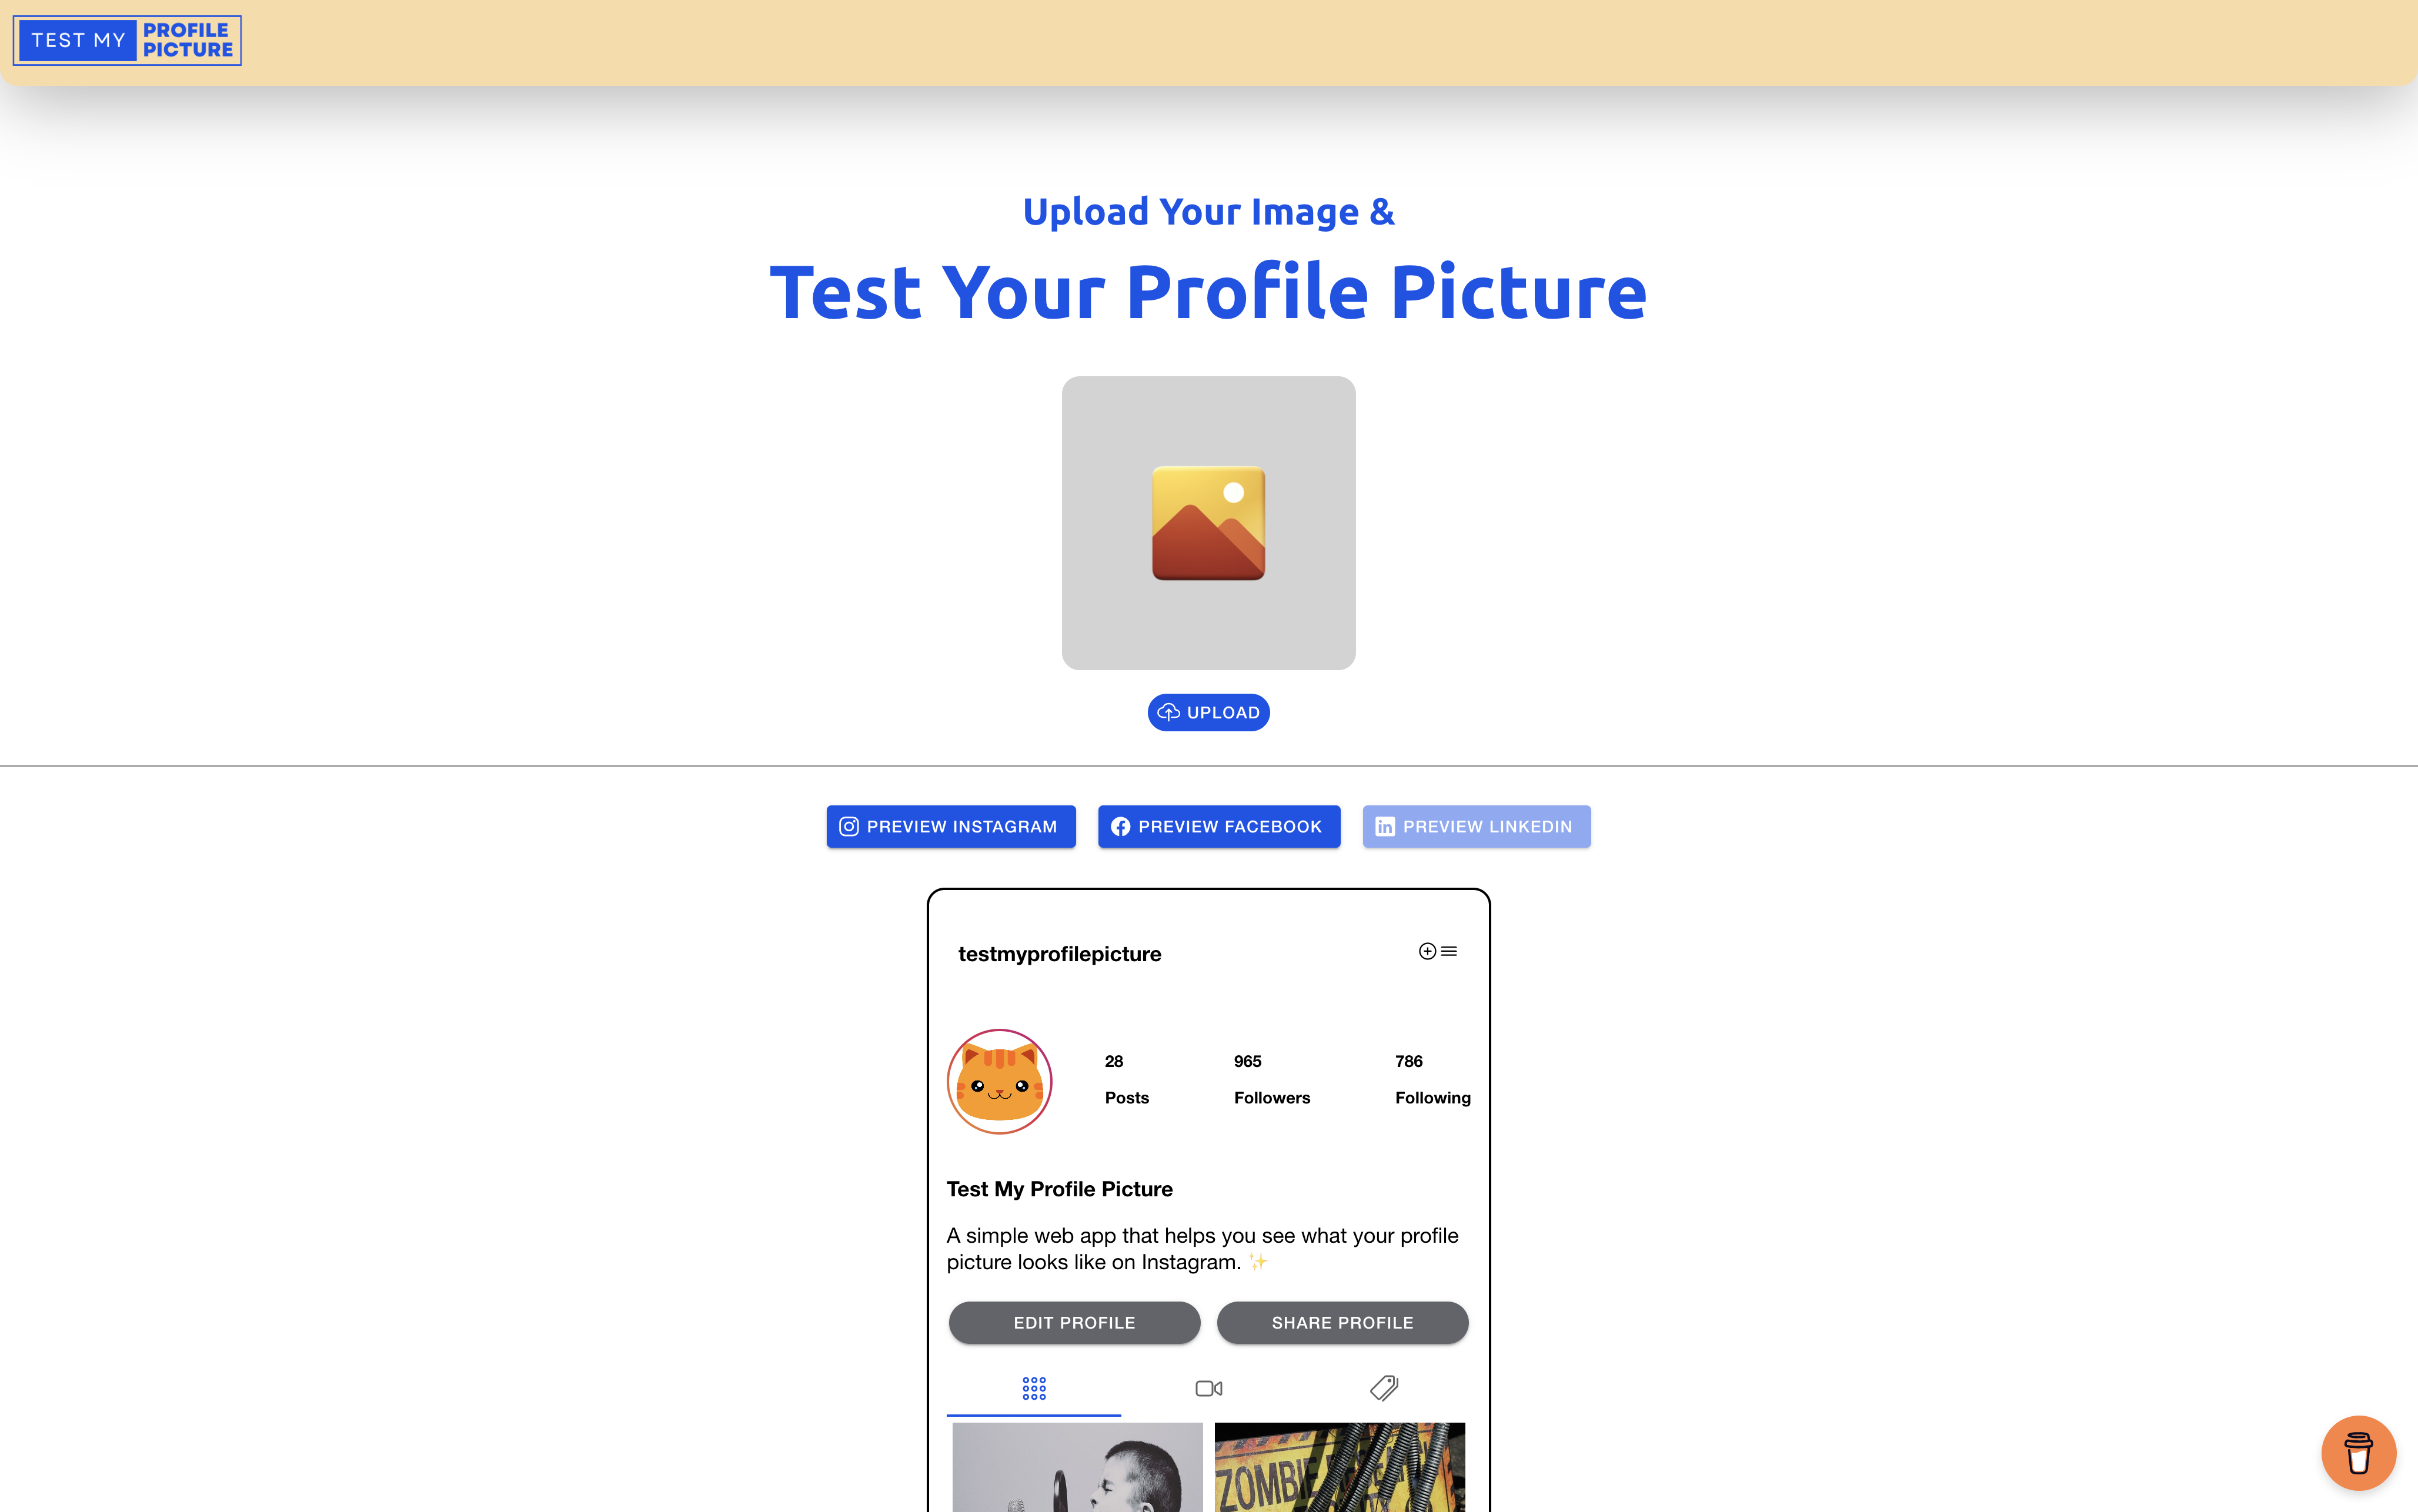 TEST MY
PROFILE
PICTURE
Upload Your Image &
Test Your Profile Picture
UPLOAD
PREVIEW INSTAGRAM
PREVIEW FACEBOOK
PREVIEW LINKEDIN
testmyprofilepicture
28
965
786
Posts
Followers
Following
Test My Profile Picture
A simple web app that helps you see what your profile
picture looks like on Instagram. ✨
EDIT PROFILE
SHARE PROFILE
ZOMBIE